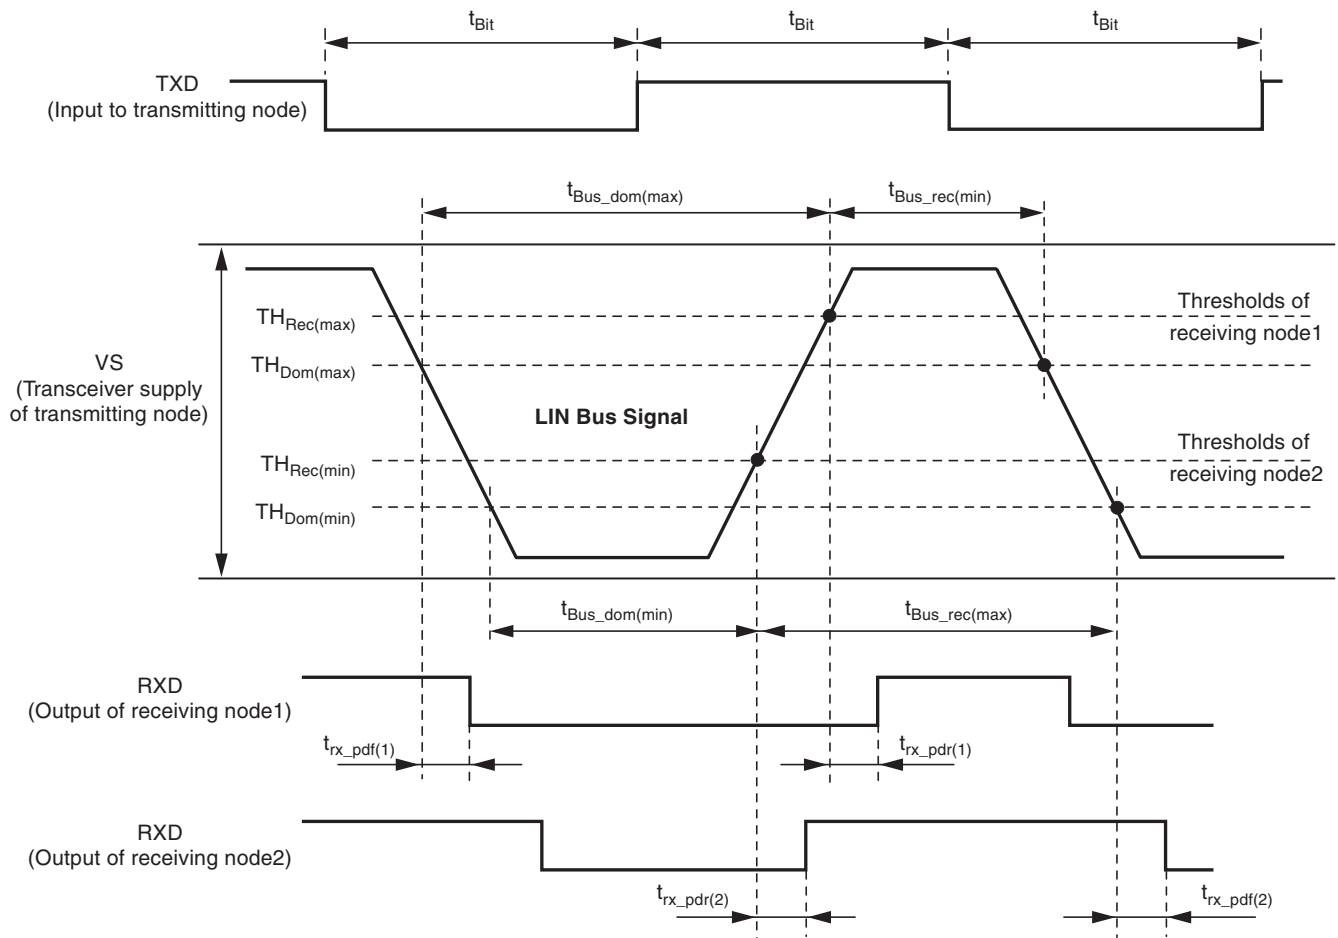 tBit
tBit
tBit
TXD
(Input to transmitting node)
tBus_dom(max)
tBus_rec(min)
THRec(max)
Thresholds of
receiving node1
VS
(Transceiver supply
of transmitting node)
THDom(max)
LIN Bus Signal
THRec(min)
Thresholds of
receiving node2
THDom(min)
tBus_dom(min)
tBus_rec(max)
RXD
(Output of receiving node1)
trx_pdf(1)
trx_pdr(1)
RXD
(Output of receiving node2)
trx_pdr(2)
trx_pdf(2)